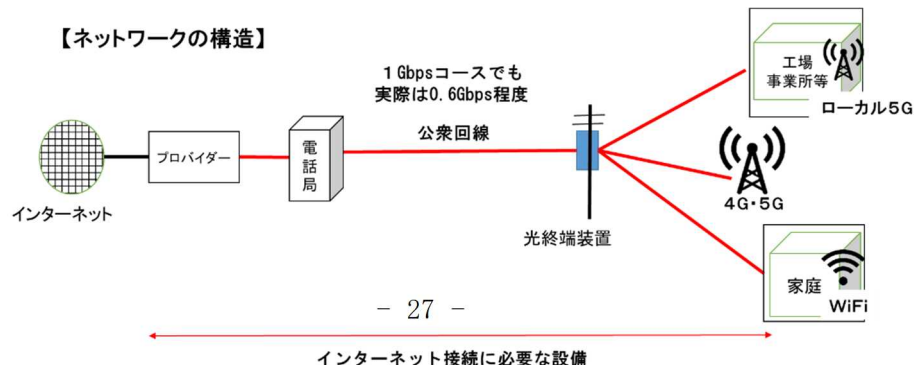 【ネットワークの構造】
1Gbpsコースでも
実際は0.6Gbps程度
公衆回線
インターネット
プロバイダー
電話局
光終端装置
工場
事業所等
ローカル5G
4G・5G
家庭
WiFi
- 27 -
インターネット接続に必要な設備